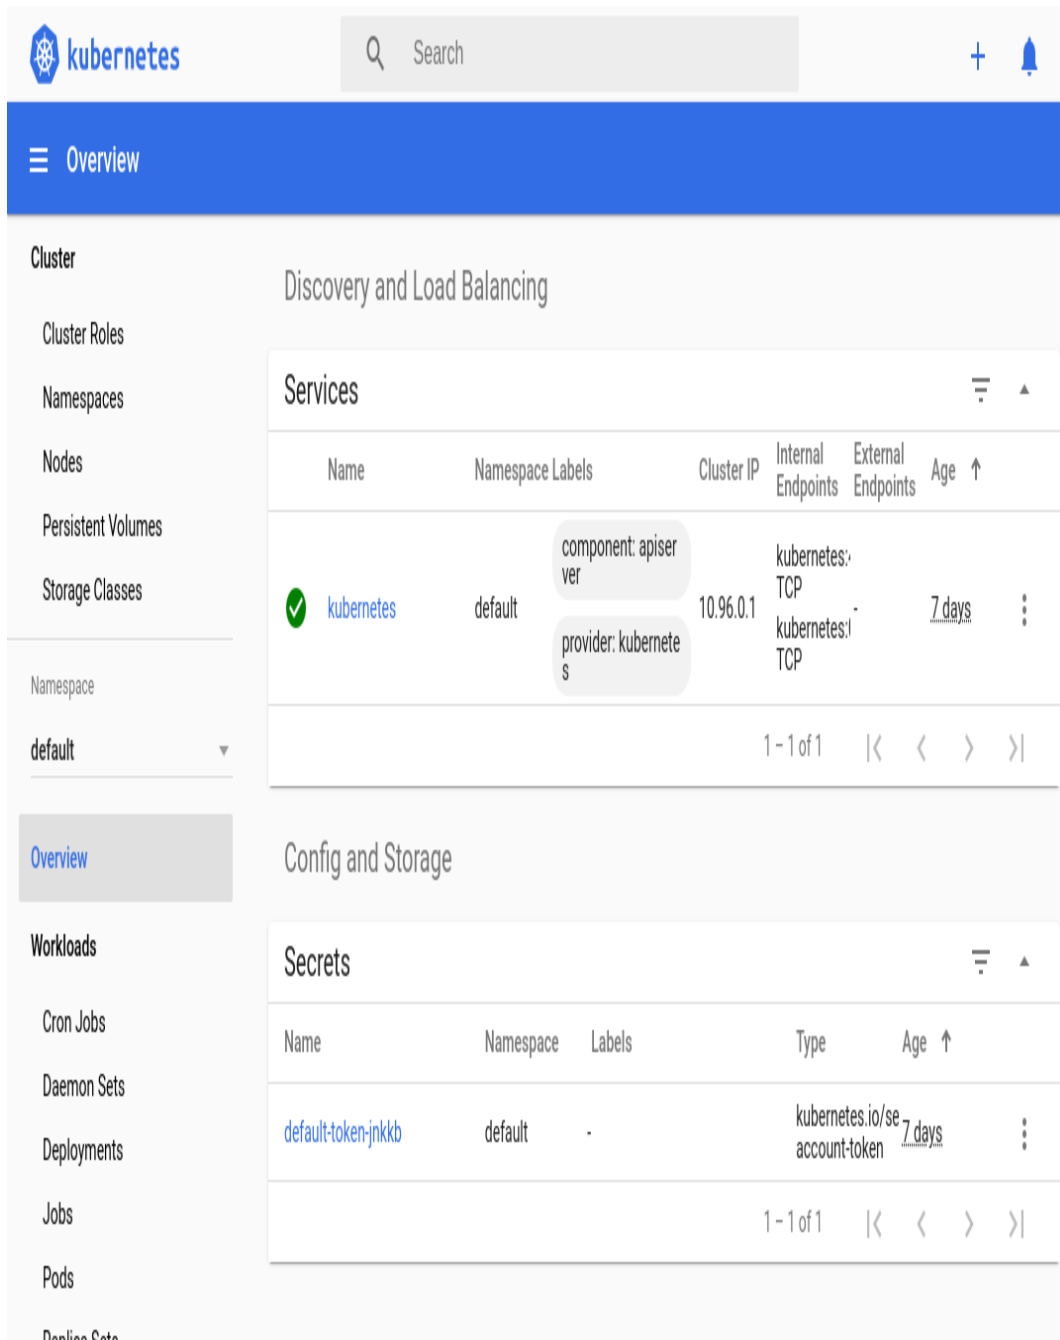 kubernetes
Search
Overview
Cluster
Cluster Roles
Namespaces
Nodes
Persistent Volumes
Storage Classes
Namespace
default
Overview
Workloads
Cron Jobs
Daemon Sets
Deployments
Jobs
Pods
Discovery and Load Balancing
Services
Name Namespace Labels Cluster IP Internal Endpoints External Endpoints Age
kubernetes
default
component: apiser
ver
provider: kubernete
s
10.96.0.1
kubernetes:
TCP
kubernetes:
TCP
-
7 days
1 – 1 of 1
Config and Storage
Secrets
Name Namespace Labels Type Age
default-token-jnkkb
default
-
kubernetes.io/se
account-token
7 days
1 – 1 of 1